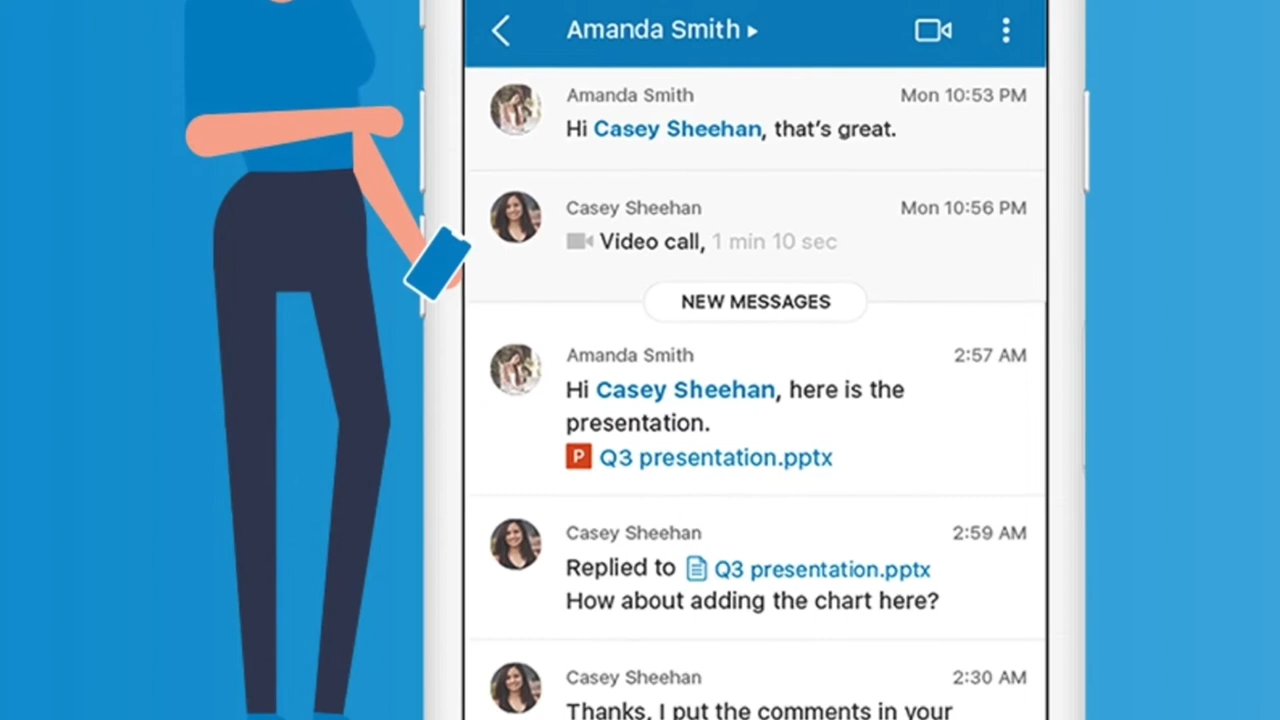 Amanda Smith
Amanda Smith Mon 10:53 PM
Hi Casey Sheehan, that’s great.
Casey Sheehan Mon 10:56 PM
Video call, 1 min 10 sec
NEW MESSAGES
Amanda Smith 2:57 AM
Hi Casey Sheehan, here is the
presentation.
P Q3 presentation.pptx
Casey Sheehan 2:59 AM
Replied to Q3 presentation.pptx
How about adding the chart here?
Casey Sheehan 2:30 AM
Thanks, I put the comments in your